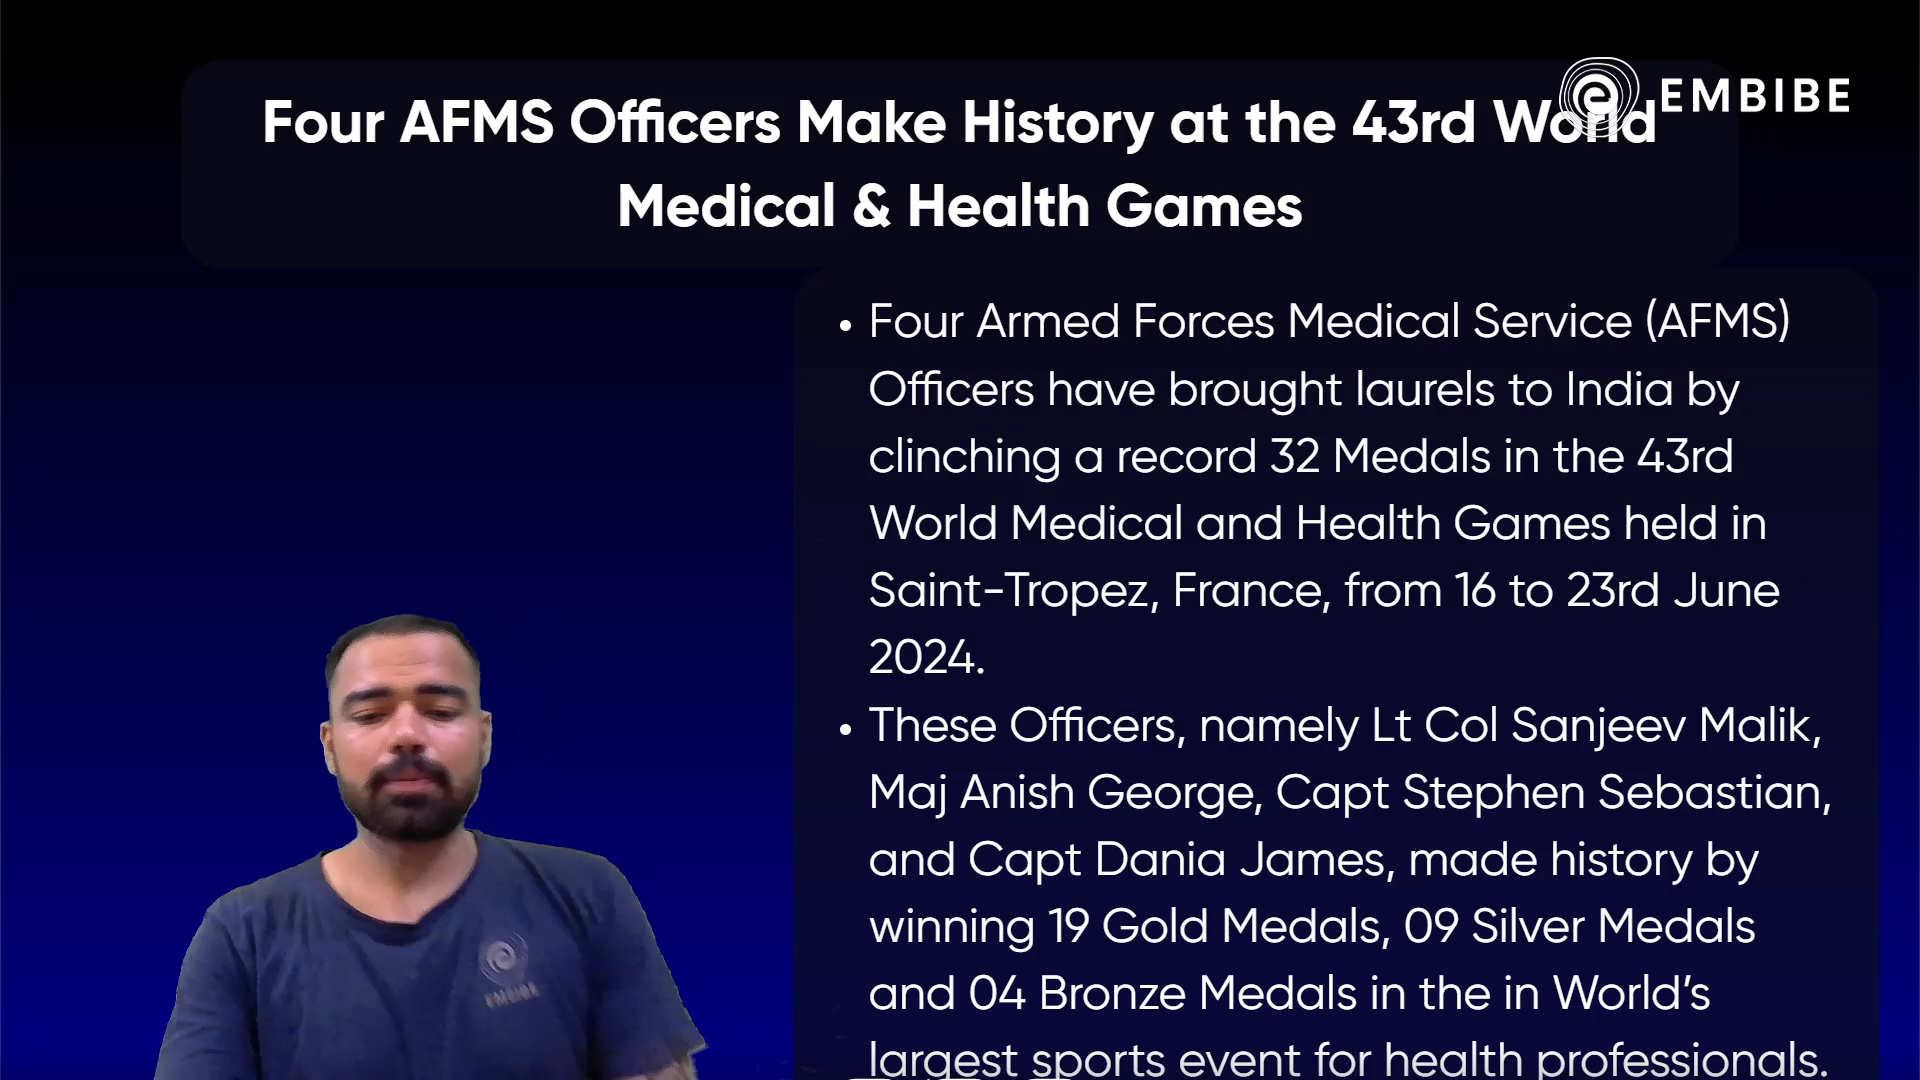 EMBIBE
Four AFMS Officers Make History at the 43rd World
Medical & Health Games
• Four Armed Forces Medical Service (AFMS)
Officers have brought laurels to India by
clinching a record 32 Medals in the 43rd
World Medical and Health Games held in
Saint-Tropez, France, from 16 to 23rd June
2024.
• These Officers, namely Lt Col Sanjeev Malik,
Maj Anish George, Capt Stephen Sebastian,
and Capt Dania James, made history by
winning 19 Gold Medals, 09 Silver Medals
and 04 Bronze Medals in the in World’s
largest sports event for health professionals.
EMBIBE